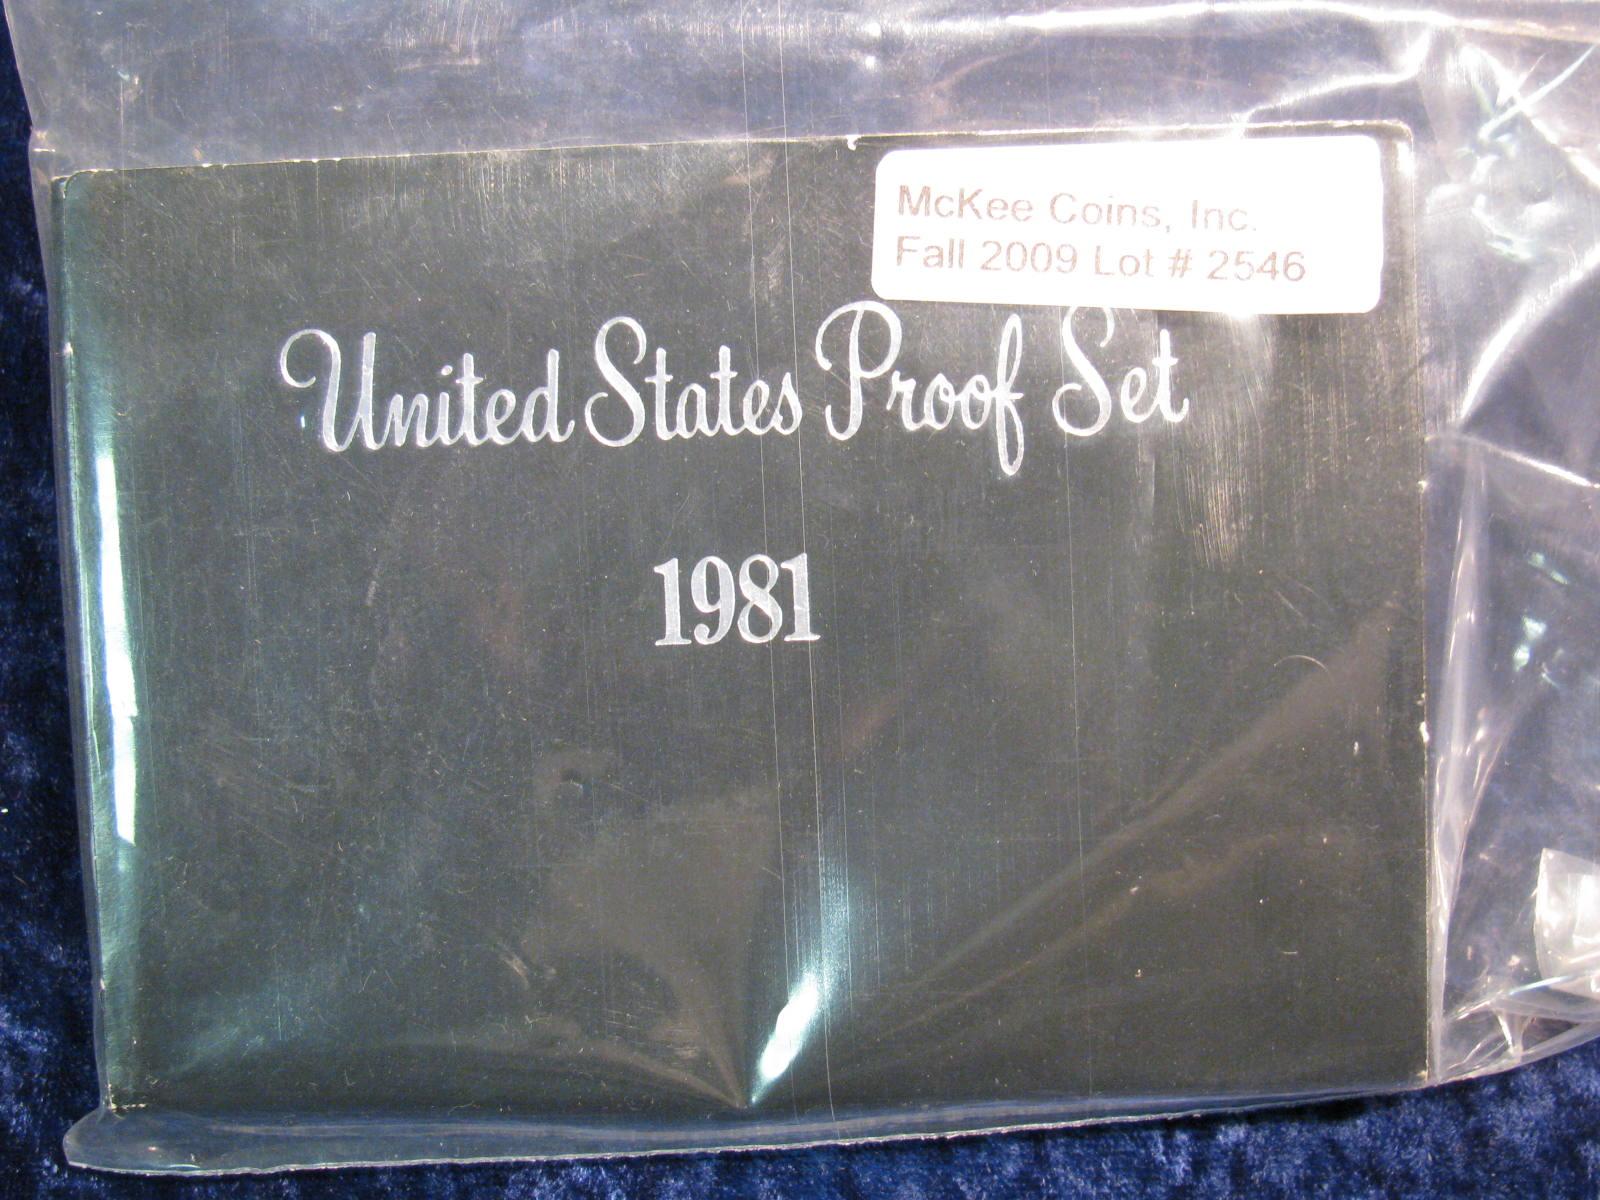 McKee Coins, Inc.
Fall 2009 Lot # 2546
United States Proof Set
1981